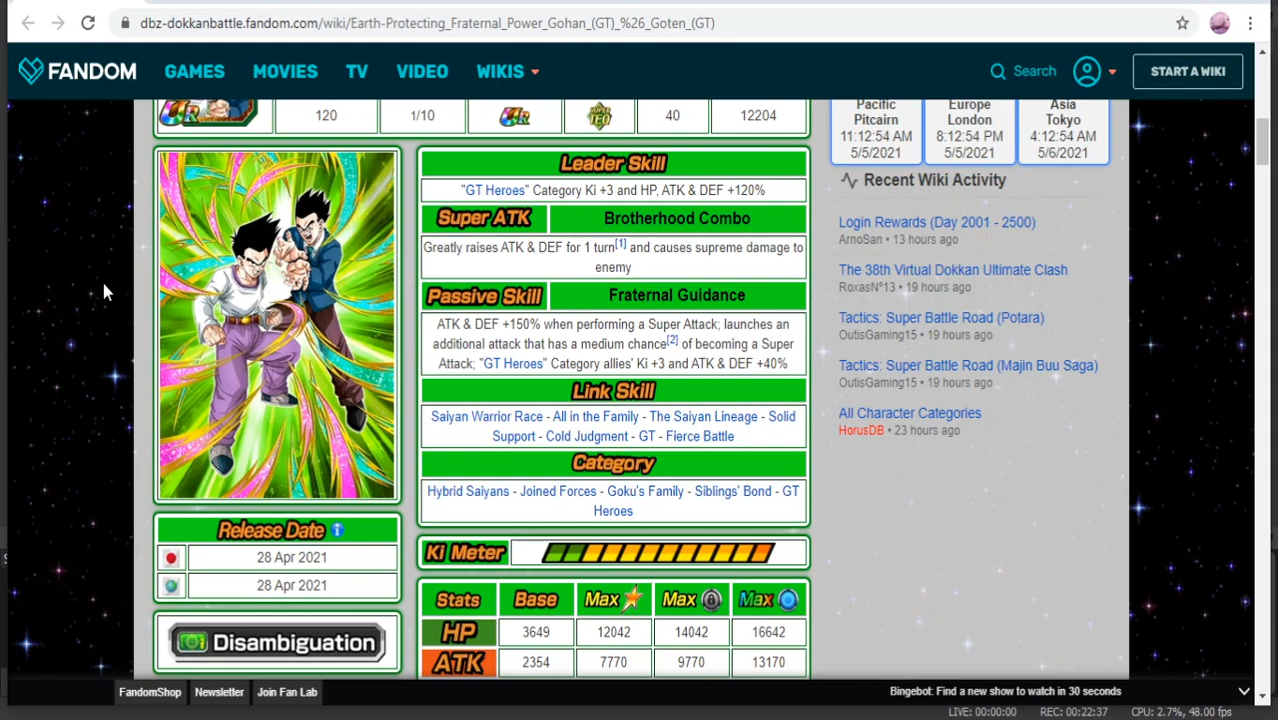 dbz-dokkanbattle.fandom.com/wiki/Earth-Protecting_Fraternal_Power_Gohan_(GT)_%26_Goten_(GT)
FANDOM GAMES MOVIES TV VIDEO WIKIS Search START A WIKI
UR 120 1/10 UR SUPER TEQ 40 12204
Pacific Pitcairn 11:12:54 AM 5/5/2021
Europe London 8:12:54 PM 5/5/2021
Asia Tokyo 4:12:54 AM 5/6/2021
Leader Skill
"GT Heroes" Category Ki +3 and HP, ATK & DEF +120%
Super ATK Brotherhood Combo
Greatly raises ATK & DEF for 1 turn[1] and causes supreme damage to
enemy
Passive Skill Fraternal Guidance
ATK & DEF +150% when performing a Super Attack; launches an
additional attack that has a medium chance[2] of becoming a Super
Attack; "GT Heroes" Category allies' Ki +3 and ATK & DEF +40%
Link Skill
Saiyan Warrior Race - All in the Family - The Saiyan Lineage - Solid
Support - Cold Judgment - GT - Fierce Battle
Category
Hybrid Saiyans - Joined Forces - Goku's Family - Siblings' Bond - GT
Heroes
Release Date
28 Apr 2021
28 Apr 2021
Disambiguation
Ki Meter
Stats Base Max Max Max
HP 3649 12042 14042 16642
ATK 2354 7770 9770 13170
Recent Wiki Activity
Login Rewards (Day 2001 - 2500)
ArnoSan • 13 hours ago
The 38th Virtual Dokkan Ultimate Clash
RoxasN°13 • 19 hours ago
Tactics: Super Battle Road (Potara)
OutisGaming15 • 19 hours ago
Tactics: Super Battle Road (Majin Buu Saga)
OutisGaming15 • 19 hours ago
All Character Categories
HorusDB • 23 hours ago
FandomShop Newsletter Join Fan Lab Bingebot: Find a new show to watch in 30 seconds
LIVE: 00:00:00 REC: 00:22:37 CPU: 2.7%, 48.00 fps